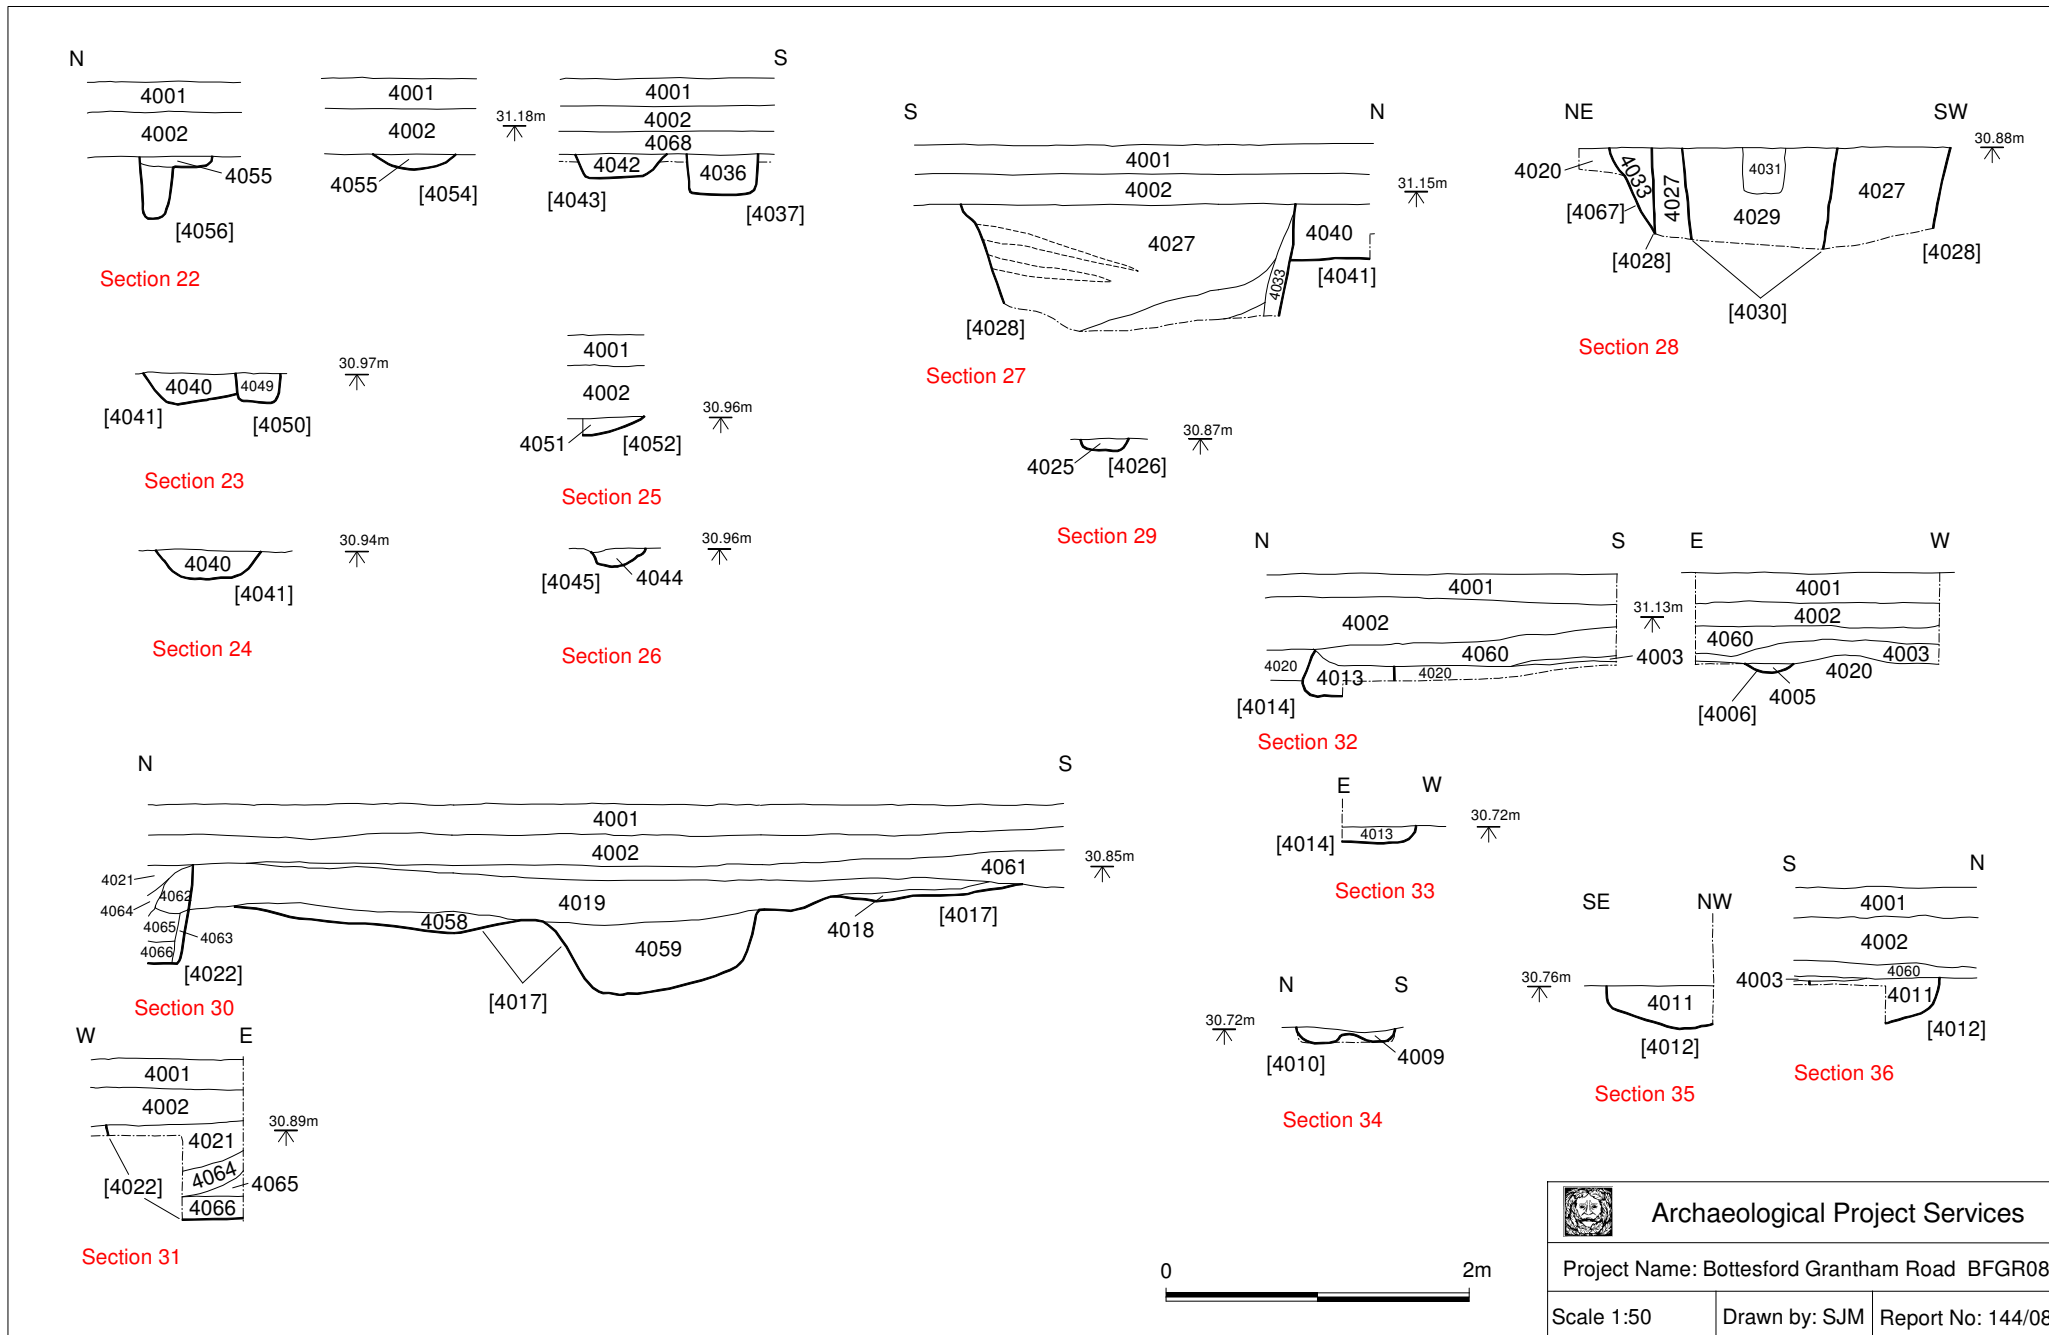 N
S
4001
4002
4055
[4056]
4001
4002
4055
[4054]
31.18m
4001
4002
4068
4042
4036
[4043]
[4037]
Section 22
S
N
4001
4002
31.15m
4027
4040
4033
[4041]
[4028]
Section 27
NE
SW
30.88m
4020
4033
4027
4031
4029
4027
[4067]
[4028]
[4028]
[4030]
Section 28
30.97m
4040
4049
[4041]
[4050]
Section 23
4001
4002
30.96m
4051
[4052]
Section 25
30.87m
4025
[4026]
Section 29
30.94m
4040
[4041]
Section 24
30.96m
[4045]
4044
Section 26
N
S
E
W
4001
4002
31.13m
4020
4013
4060
4020
4003
[4014]
4001
4002
4060
4003
4020
4005
[4006]
Section 32
N
S
4001
4002
4061
30.85m
4021
4062
4064
4065
4063
4066
[4022]
4019
4058
4059
4018
[4017]
[4017]
Section 30
E
W
30.72m
4013
[4014]
Section 33
SE
NW
30.76m
4011
[4012]
Section 35
S
N
4001
4002
4060
4003
4011
[4012]
Section 36
N
S
30.72m
[4010]
4009
Section 34
W
E
4001
4002
30.89m
4021
4064
4065
[4022]
4066
Section 31
0
2m
Archaeological Project Services
Project Name: Bottesford Grantham Road BFGR08
Scale 1:50
Drawn by: SJM
Report No: 144/08